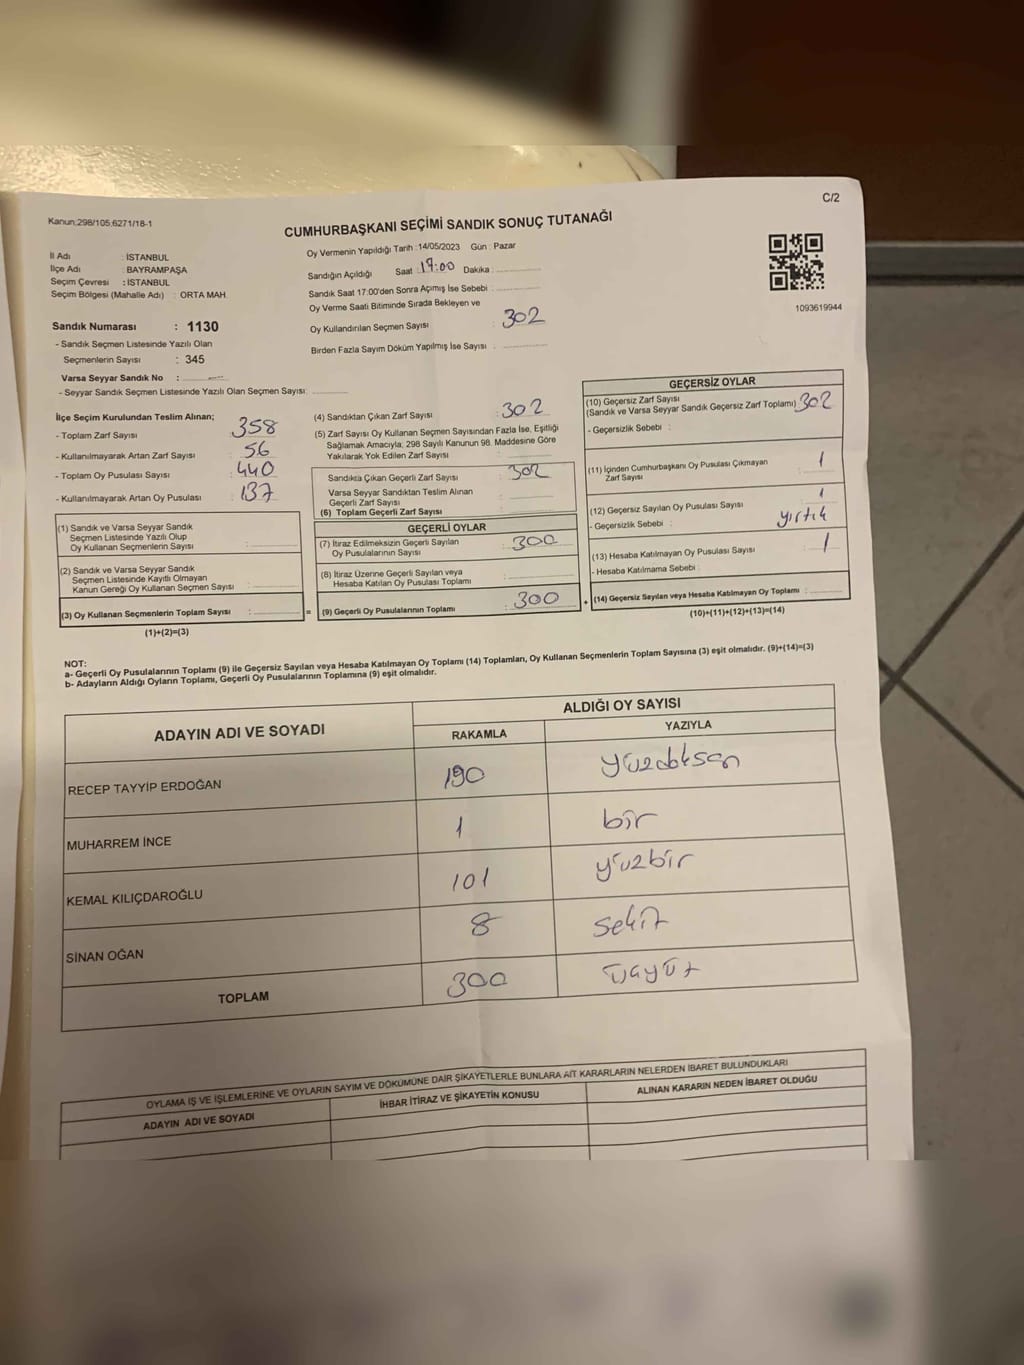 C/2
Kanun:298/105;6271/18-1
CUMHURBAŞKANI SEÇİMİ SANDIK SONUÇ TUTANAĞI
İl Adı : İSTANBUL
İlçe Adı : BAYRAMPAŞA
Seçim Çevresi : İSTANBUL
Seçim Bölgesi (Mahalle Adı) : ORTA MAH.
Oy Vermenin Yapıldığı Tarih :14/05/2023 Gün : Pazar
Sandığın Açıldığı Saat :19:00 Dakika :
Sandık Saat 17:00'den Sonra Açımış İse Sebebi :
Oy Verme Saati Bitiminde Sırada Bekleyen ve
Oy Kullandırılan Seçmen Sayısı : 302
Birden Fazla Sayım Döküm Yapılmış İse Sayısı :
1093619944
Sandık Numarası : 1130
- Sandık Seçmen Listesinde Yazılı Olan
Seçmenlerin Sayısı : 345
Varsa Seyyar Sandık No :
- Seyyar Sandık Seçmen Listesinde Yazılı Olan Seçmen Sayısı:
İlçe Seçim Kurulundan Teslim Alınan;
- Toplam Zarf Sayısı : 358
- Kullanılmayarak Artan Zarf Sayısı : 56
- Toplam Oy Pusulası Sayısı : 440
- Kullanılmayarak Artan Oy Pusulası : 137
(1) Sandık ve Varsa Seyyar Sandık
Seçmen Listesinde Yazılı Olup
Oy Kullanan Seçmenlerin Sayısı :
(2) Sandık ve Varsa Seyyar Sandık
Seçmen Listesinde Kayıtlı Olmayan
Kanun Gereği Oy Kullanan Seçmen Sayısı :
(3) Oy Kullanan Seçmenlerin Toplam Sayısı : =
(1)+(2)=(3)
(4) Sandıktan Çıkan Zarf Sayısı : 302
(5) Zarf Sayısı Oy Kullanan Seçmen Sayısından Fazla İse, Eşitliği
Sağlamak Amacıyla; 298 Sayılı Kanunun 98. Maddesine Göre
Yakılarak Yok Edilen Zarf Sayısı :
Sandıkta Çıkan Geçerli Zarf Sayısı : 302
Varsa Seyyar Sandıktan Teslim Alınan
Geçerli Zarf Sayısı :
(6) Toplam Geçerli Zarf Sayısı :
GEÇERLİ OYLAR
(7) İtiraz Edilmeksizin Geçerli Sayılan
Oy Pusulalarının Sayısı : 300
(8) İtiraz Üzerine Geçerli Sayılan veya
Hesaba Katılan Oy Pusulası Toplamı :
(9) Geçerli Oy Pusulalarının Toplamı : 300 +
GEÇERSİZ OYLAR
(10) Geçersiz Zarf Sayısı
(Sandık ve Varsa Seyyar Sandık Geçersiz Zarf Toplamı) : 302
- Geçersizlik Sebebi :
(11) İçinden Cumhurbaşkanı Oy Pusulası Çıkmayan
Zarf Sayısı : 1
(12) Geçersiz Sayılan Oy Pusulası Sayısı : 1
- Geçersizlik Sebebi : yırtık
(13) Hesaba Katılmayan Oy Pusulası Sayısı : 1
- Hesaba Katılmama Sebebi :
(14) Geçersiz Sayılan veya Hesaba Katılmayan Oy Toplamı :
(10)+(11)+(12)+(13)=(14)
NOT:
a- Geçerli Oy Pusulalarının Toplamı (9) ile Geçersiz Sayılan veya Hesaba Katılmayan Oy Toplamı (14) Toplamları, Oy Kullanan Seçmenlerin Toplam Sayısına (3) eşit olmalıdır. (9)+(14)=(3)
b- Adayların Aldığı Oyların Toplamı, Geçerli Oy Pusulalarının Toplamına (9) eşit olmalıdır.
ADAYIN ADI VE SOYADI
ALDIĞI OY SAYISI
RAKAMLA YAZIYLA
RECEP TAYYİP ERDOĞAN 190 yüzdoksan
MUHARREM İNCE 1 bir
KEMAL KILIÇDAROĞLU 101 yüzbir
SİNAN OĞAN 8 sekiz
TOPLAM 300 üçyüz
OYLAMA İŞ VE İŞLEMLERİNE VE OYLARIN SAYIM VE DÖKÜMÜNE DAİR ŞİKAYETLERLE BUNLARA AİT KARARLARIN NELERDEN İBARET BULUNDUKLARI
ADAYIN ADI VE SOYADI İHBAR İTİRAZ VE ŞİKAYETİN KONUSU ALINAN KARARIN NEDEN İBARET OLDUĞU